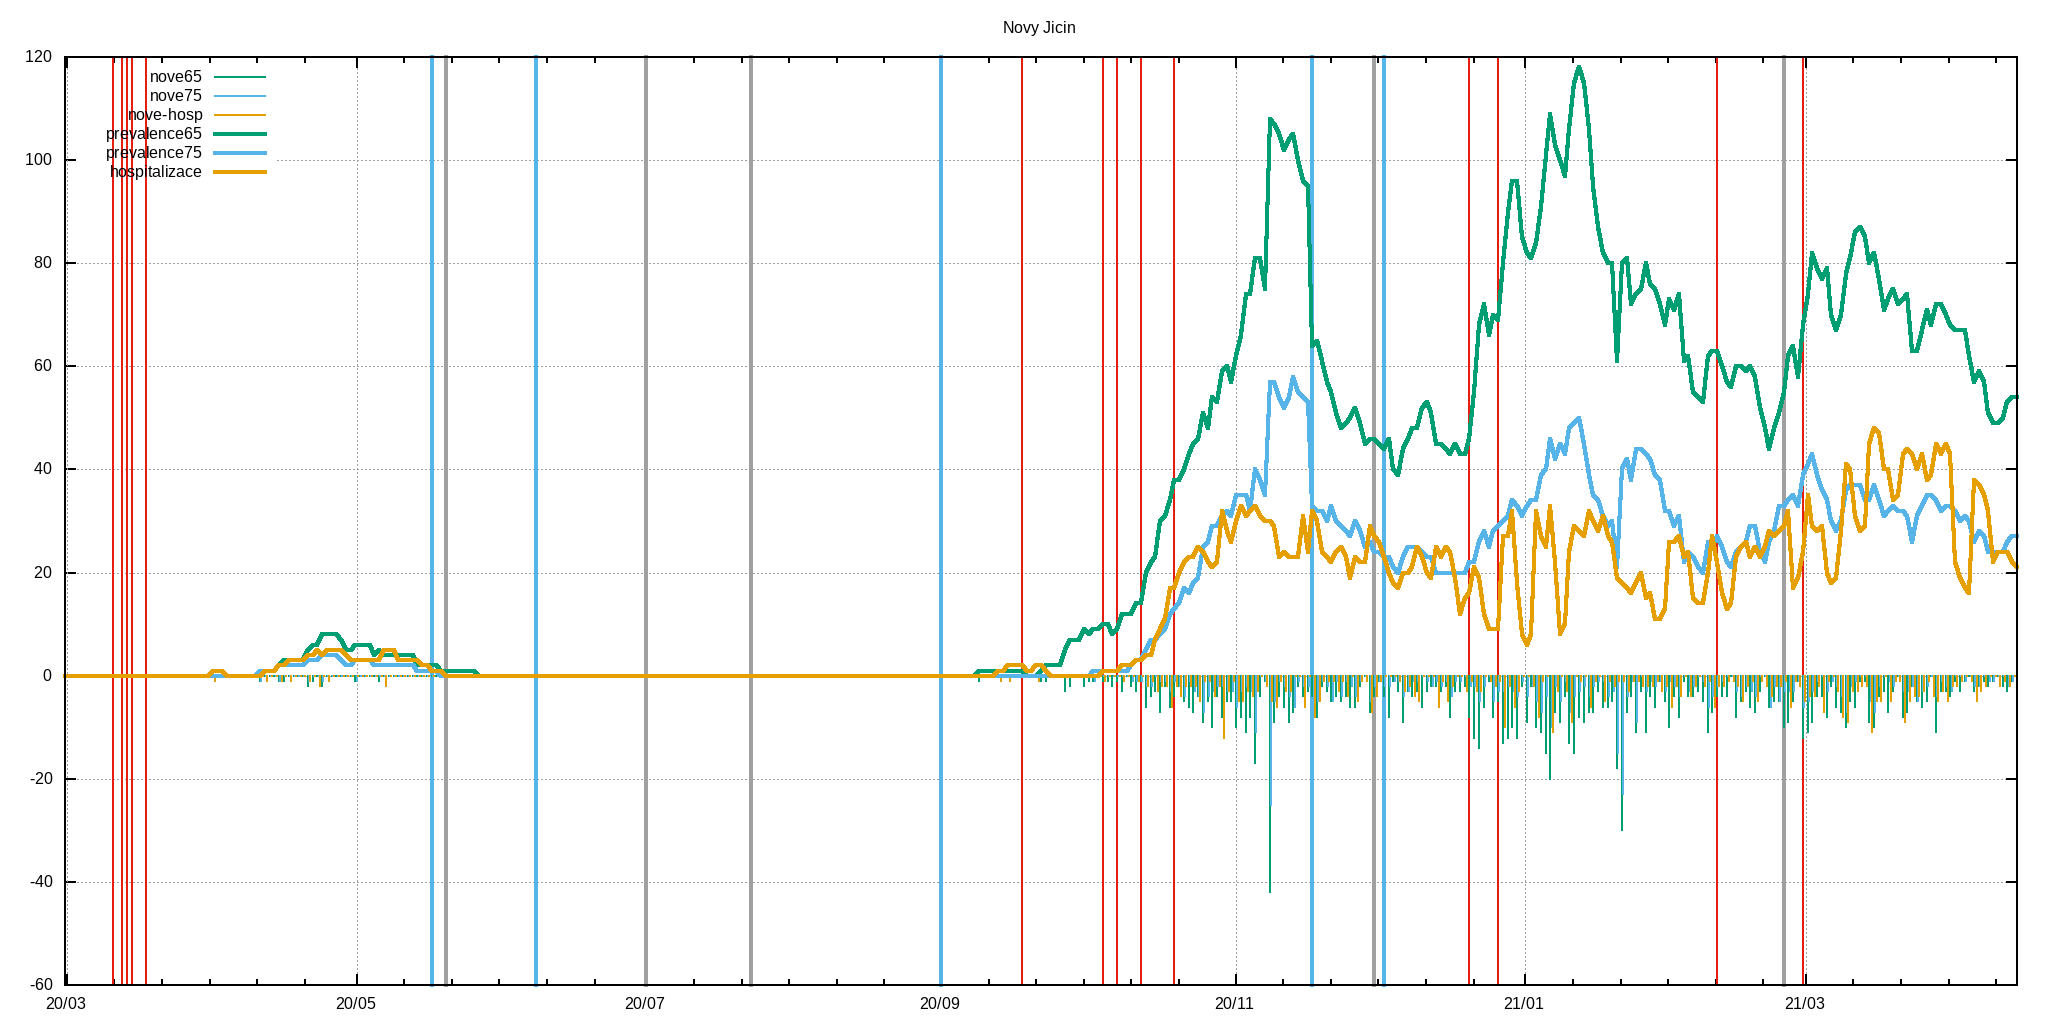 Novy Jicin
120
100
80
60
40
20
0
-20
-40
-60
nove65
nove75
nove-hosp
prevalence65
prevalence75
hospitalizace
20/03 20/05 20/07 20/09 20/11 21/01 21/03